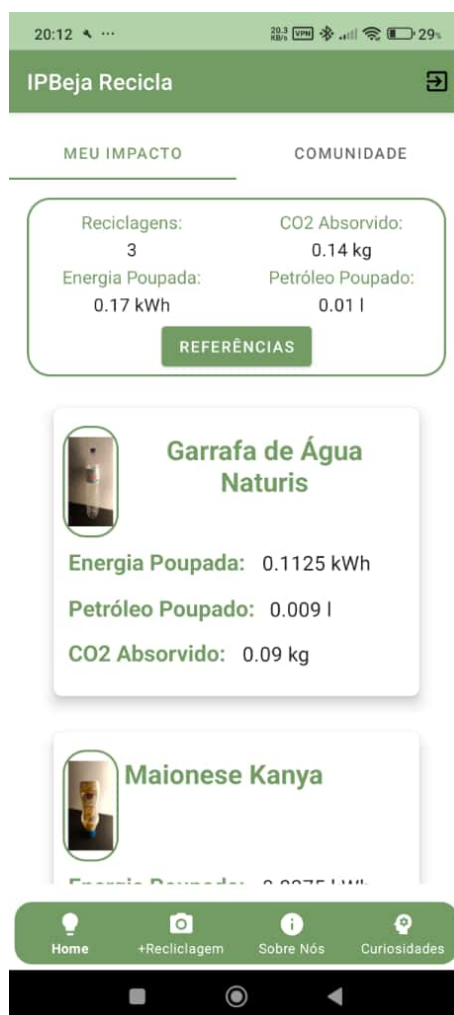 20:12 ...
20.3 KB/s VPN 29%
IPBeja Recicla
MEU IMPACTO COMUNIDADE
Reciclagens: CO2 Absorvido:
3 0.14 kg
Energia Poupada: Petróleo Poupado:
0.17 kWh 0.01 l
REFERÊNCIAS
Garrafa de Água
Naturis
Energia Poupada: 0.1125 kWh
Petróleo Poupado: 0.009 l
CO2 Absorvido: 0.09 kg
Maionese Kanya
Home +Recliclagem Sobre Nós Curiosidades